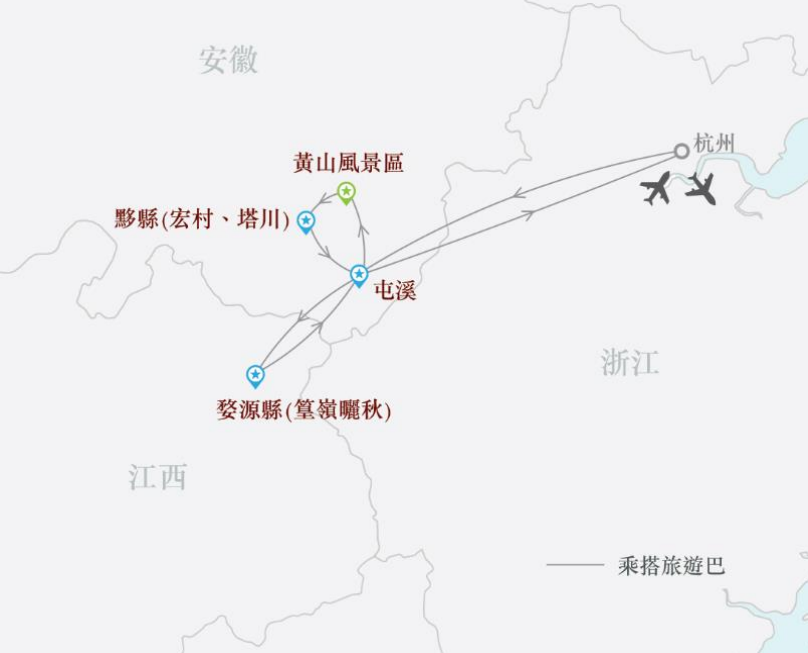 安徽
杭州
黃山風景區
黟縣(宏村、塔川)
屯溪
浙江
婺源縣(篁嶺曬秋)
江西
乘搭旅遊巴